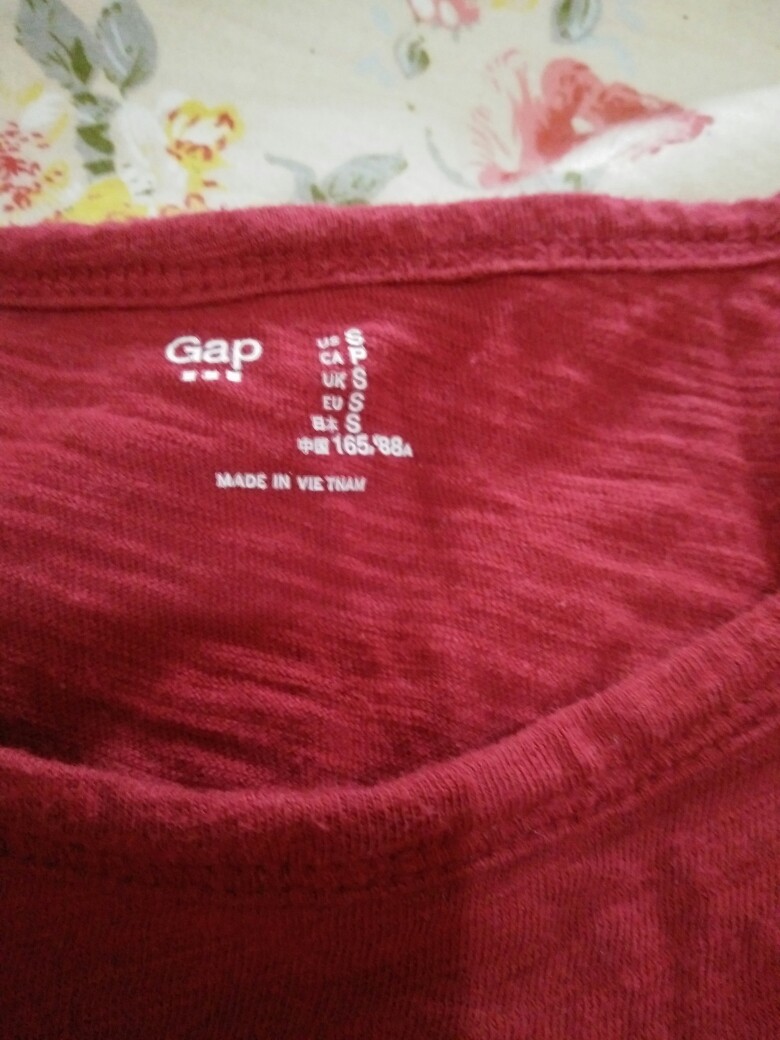 Gap
US S
CA P
UK S
EU S
日本 S
中国 165/88A
MADE IN VIETNAM